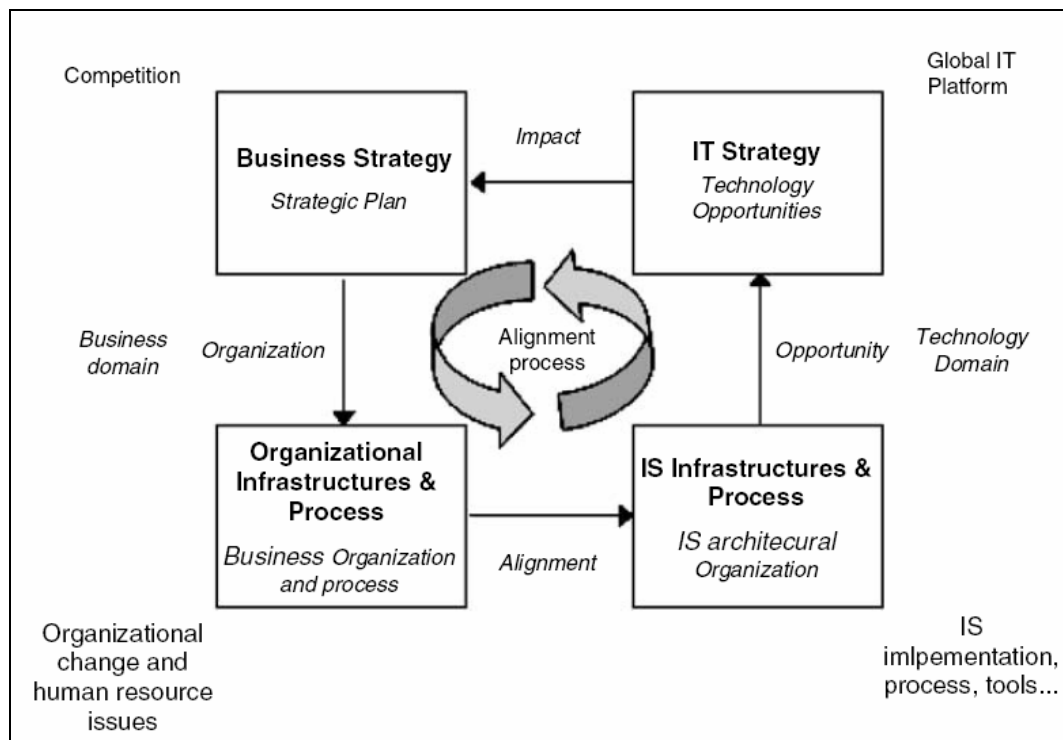 Competition
Global IT
Platform
Business Strategy
Strategic Plan
Impact
IT Strategy
Technology
Opportunities
Business
domain
Organization
Alignment
process
Opportunity
Technology
Domain
Organizational
Infrastructures &
Process
Business Organization
and process
Alignment
IS Infrastructures &
Process
IS architecural
Organization
Organizational
change and
human resource
issues
IS
imlpementation,
process, tools...